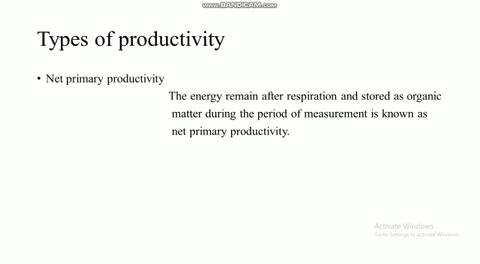 www.BANDICAM.com
Types of productivity
• Net primary productivity
The energy remain after respiration and stored as organic
matter during the period of measurement is known as
net primary productivity.
Activate Windows
Go to Settings to activate Windows.